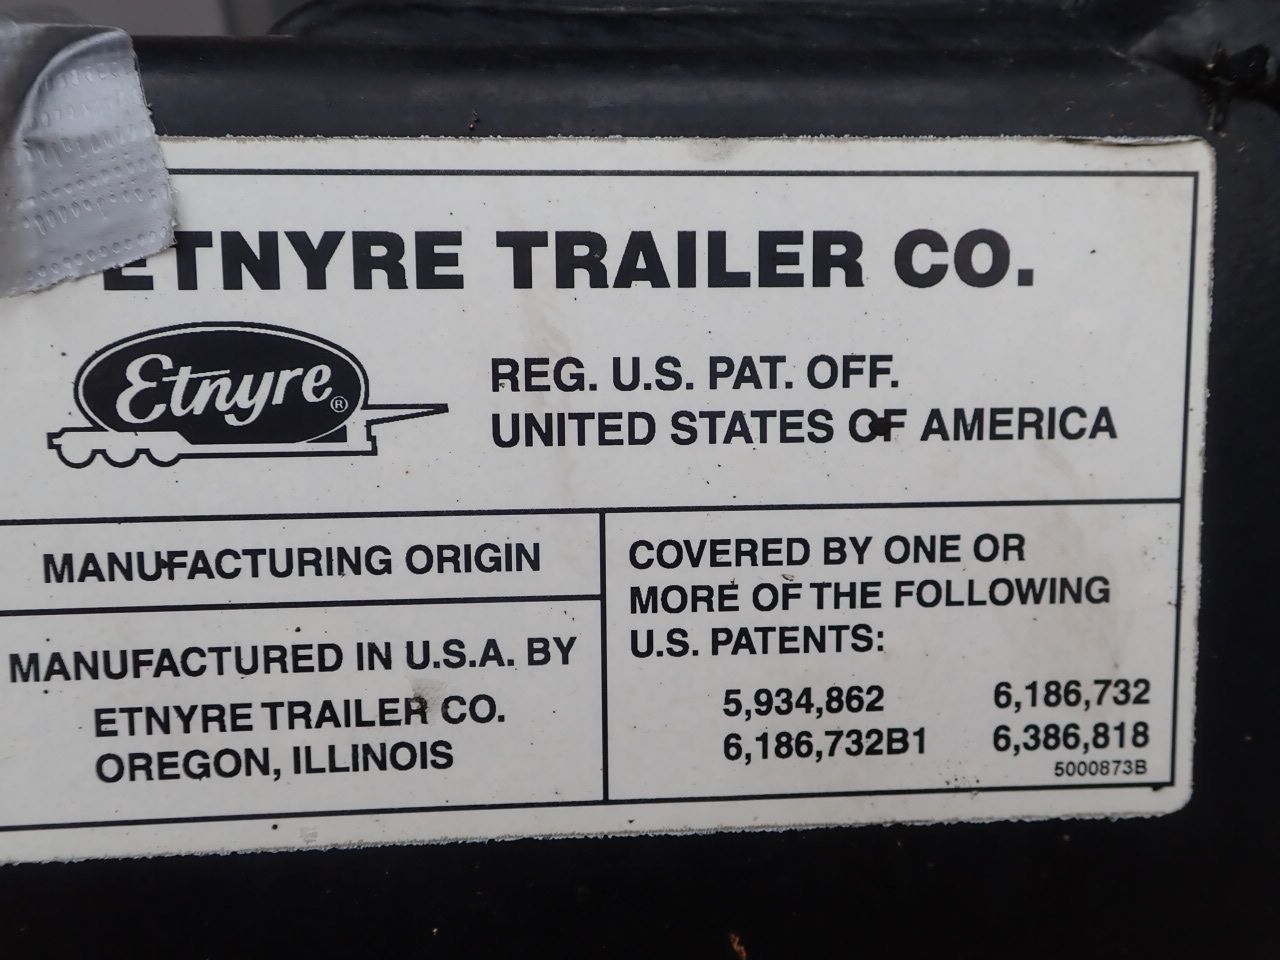 ETNYRE TRAILER CO.
Etnyre®
REG. U.S. PAT. OFF.
UNITED STATES OF AMERICA
MANUFACTURING ORIGIN
MANUFACTURED IN U.S.A. BY
ETNYRE TRAILER CO.
OREGON, ILLINOIS
COVERED BY ONE OR
MORE OF THE FOLLOWING
U.S. PATENTS:
5,934,862 6,186,732
6,186,732B1 6,386,818
5000873B